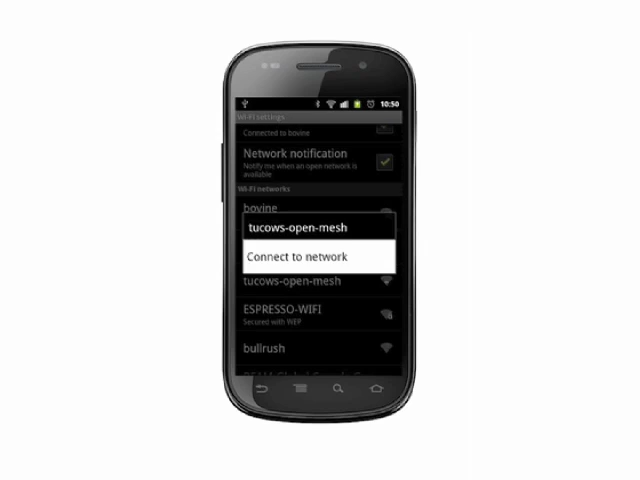 10:50
Wi-Fi settings
Connected to bovine
Network notification
Notify me when an open network is
available
Wi-Fi networks
bovine
tucows-open-mesh
Connect to network
tucows-open-mesh
ESPRESSO-WIFI
Secured with WEP
bullrush